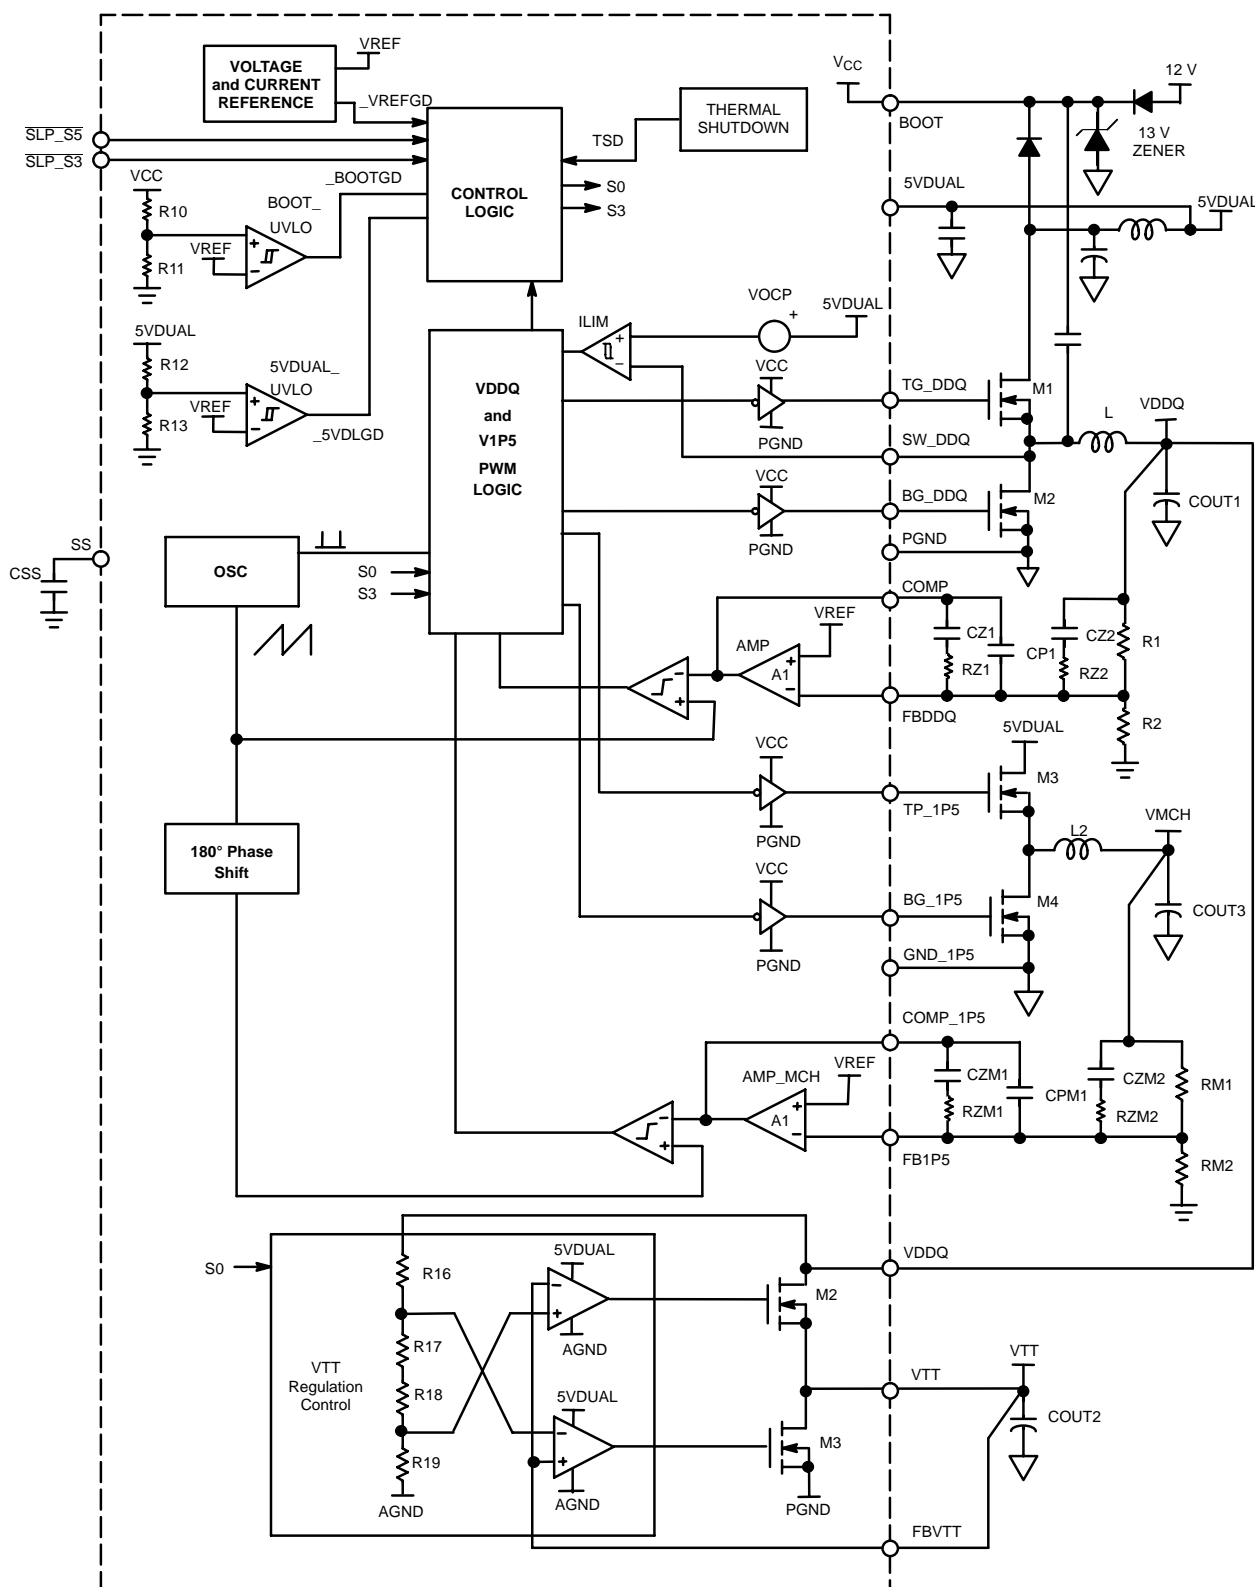 VREF
VOLTAGE
and CURRENT
REFERENCE
_VREFGD
VCC
12 V
BOOT
13 V
ZENER
THERMAL
SHUTDOWN
TSD
SLP_S5
SLP_S3
VCC
_BOOTGD
R10
BOOT_
UVLO
+
VREF
−
R11
CONTROL
LOGIC
S0
S3
5VDUAL
5VDUAL
5VDUAL
R12
5VDUAL_
UVLO
+
VREF
−
R13
_5VDLGD
VDDQ
and
V1P5
PWM
LOGIC
ILIM
+
−
VOCP
+
5VDUAL
VCC
TG_DDQ
M1
PGND
SW_DDQ
L
VDDQ
COUT1
VCC
BG_DDQ
M2
PGND
PGND
SS
CSS
OSC
S0
S3
COMP
VREF
AMP
+
A1
−
−
+
CZ1
RZ1
CP1
CZ2
RZ2
R1
FBDDQ
R2
5VDUAL
VCC
M3
TP_1P5
PGND
180° Phase
Shift
L2
VMCH
VCC
BG_1P5
M4
COUT3
PGND
GND_1P5
COMP_1P5
AMP_MCH
VREF
+
A1
−
−
+
CZM1
RZM1
CPM1
CZM2
RZM2
RM1
FB1P5
RM2
S0
R16
5VDUAL
−
+
AGND
M2
VDDQ
R17
VTT
Regulation
Control
R18
5VDUAL
−
+
R19
AGND
AGND
M3
PGND
VTT
VTT
COUT2
FBVTT